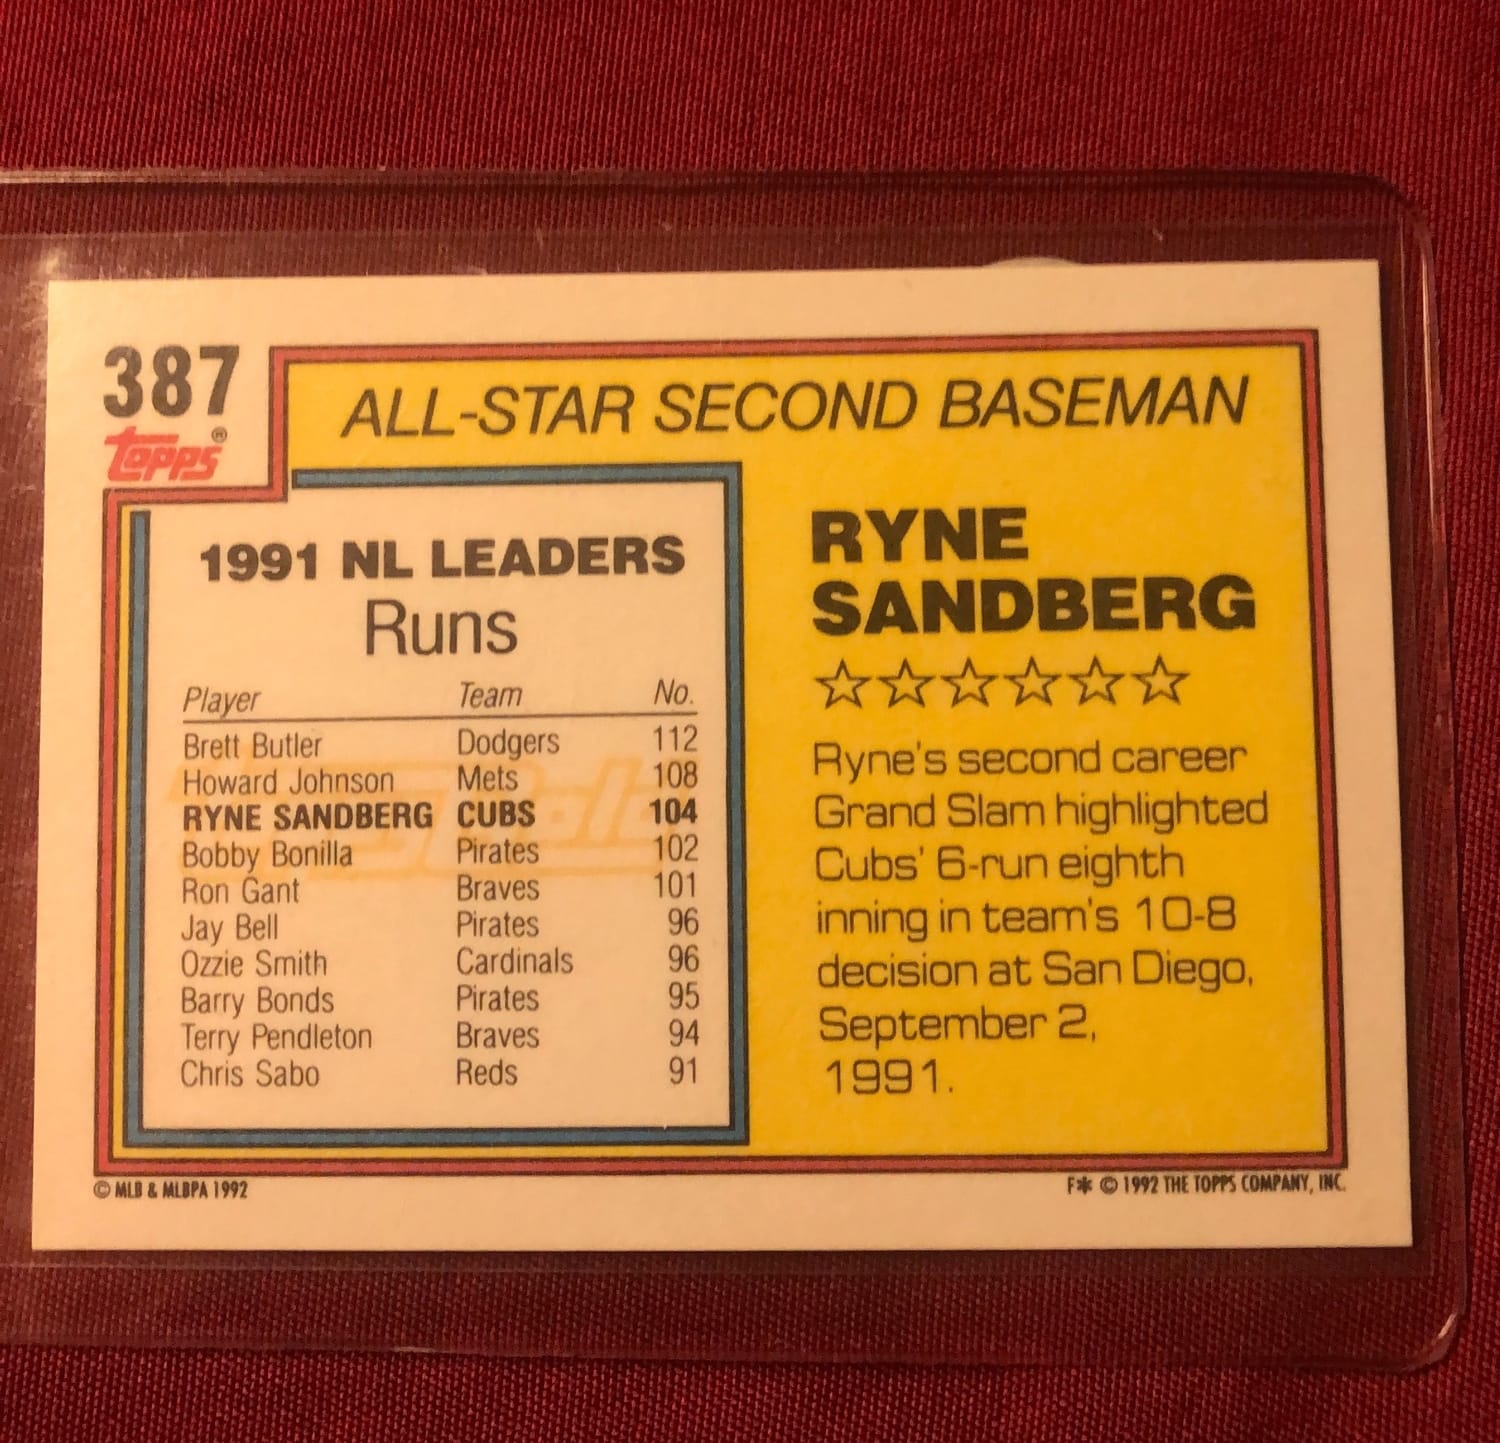 387
topps®
ALL-STAR SECOND BASEMAN
1991 NL LEADERS
Runs
Player Team No.
Brett Butler Dodgers 112
Howard Johnson Mets 108
RYNE SANDBERG CUBS 104
Bobby Bonilla Pirates 102
Ron Gant Braves 101
Jay Bell Pirates 96
Ozzie Smith Cardinals 96
Barry Bonds Pirates 95
Terry Pendleton Braves 94
Chris Sabo Reds 91
RYNE
SANDBERG
☆☆☆☆☆☆
Ryne's second career
Grand Slam highlighted
Cubs' 6-run eighth
inning in team's 10-8
decision at San Diego,
September 2,
1991.
© MLB & MLBPA 1992
F✱ © 1992 THE TOPPS COMPANY, INC.